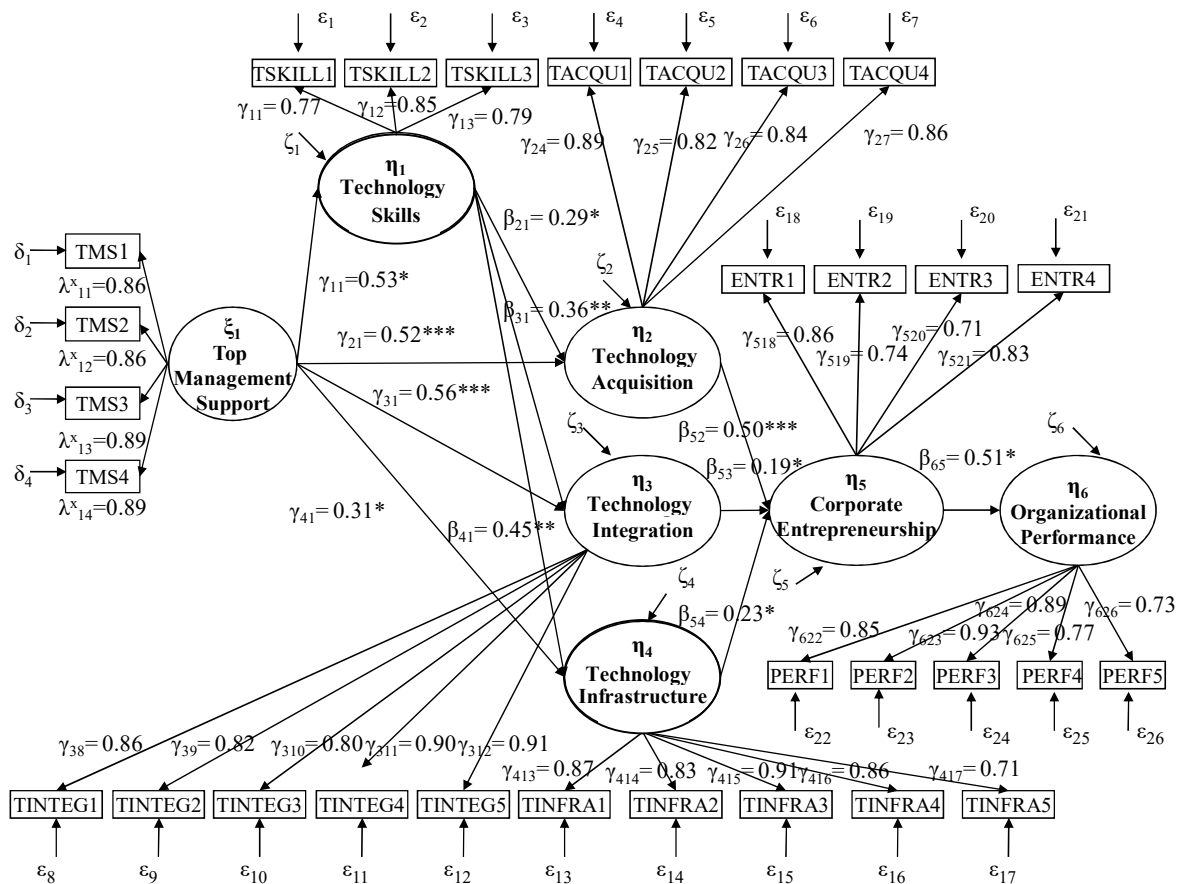 ε1 ε2 ε3 ε4 ε5 ε6 ε7
TSKILL1 TSKILL2 TSKILL3 TACQU1 TACQU2 TACQU3 TACQU4
γ11= 0.77 γ12= 0.85 γ13= 0.79 γ24= 0.89 γ25= 0.82 γ26= 0.84 γ27= 0.86
ζ1
η1
Technology
Skills
β21= 0.29*
ε18 ε19 ε20 ε21
ENTR1 ENTR2 ENTR3 ENTR4
δ1 TMS1
λx11=0.86
δ2 TMS2
λx12=0.86
δ3 TMS3
λx13=0.89
δ4 TMS4
λx14=0.89
ξ1
Top
Management
Support
γ11= 0.53*
γ21= 0.52***
γ31= 0.56***
γ41= 0.31*
β31= 0.36**
β41= 0.45**
ζ2
η2
Technology
Acquisition
γ518= 0.86 γ519= 0.74 γ520= 0.71 γ521= 0.83
ζ3
η3
Technology
Integration
β52= 0.50***
β53= 0.19*
β54= 0.23*
ζ4
η4
Technology
Infrastructure
η5
Corporate
Entrepreneurship
ζ5
β65= 0.51*
ζ6
η6
Organizational
Performance
γ622= 0.85 γ623= 0.93 γ624= 0.89 γ625= 0.77 γ626= 0.73
PERF1 PERF2 PERF3 PERF4 PERF5
ε22 ε23 ε24 ε25 ε26
γ38= 0.86 γ39= 0.82 γ310= 0.80 γ311= 0.90 γ312= 0.91 γ413= 0.87 γ414= 0.83 γ415= 0.91 γ416= 0.86 γ417= 0.71
TINTEG1 TINTEG2 TINTEG3 TINTEG4 TINTEG5 TINFRA1 TINFRA2 TINFRA3 TINFRA4 TINFRA5
ε8 ε9 ε10 ε11 ε12 ε13 ε14 ε15 ε16 ε17